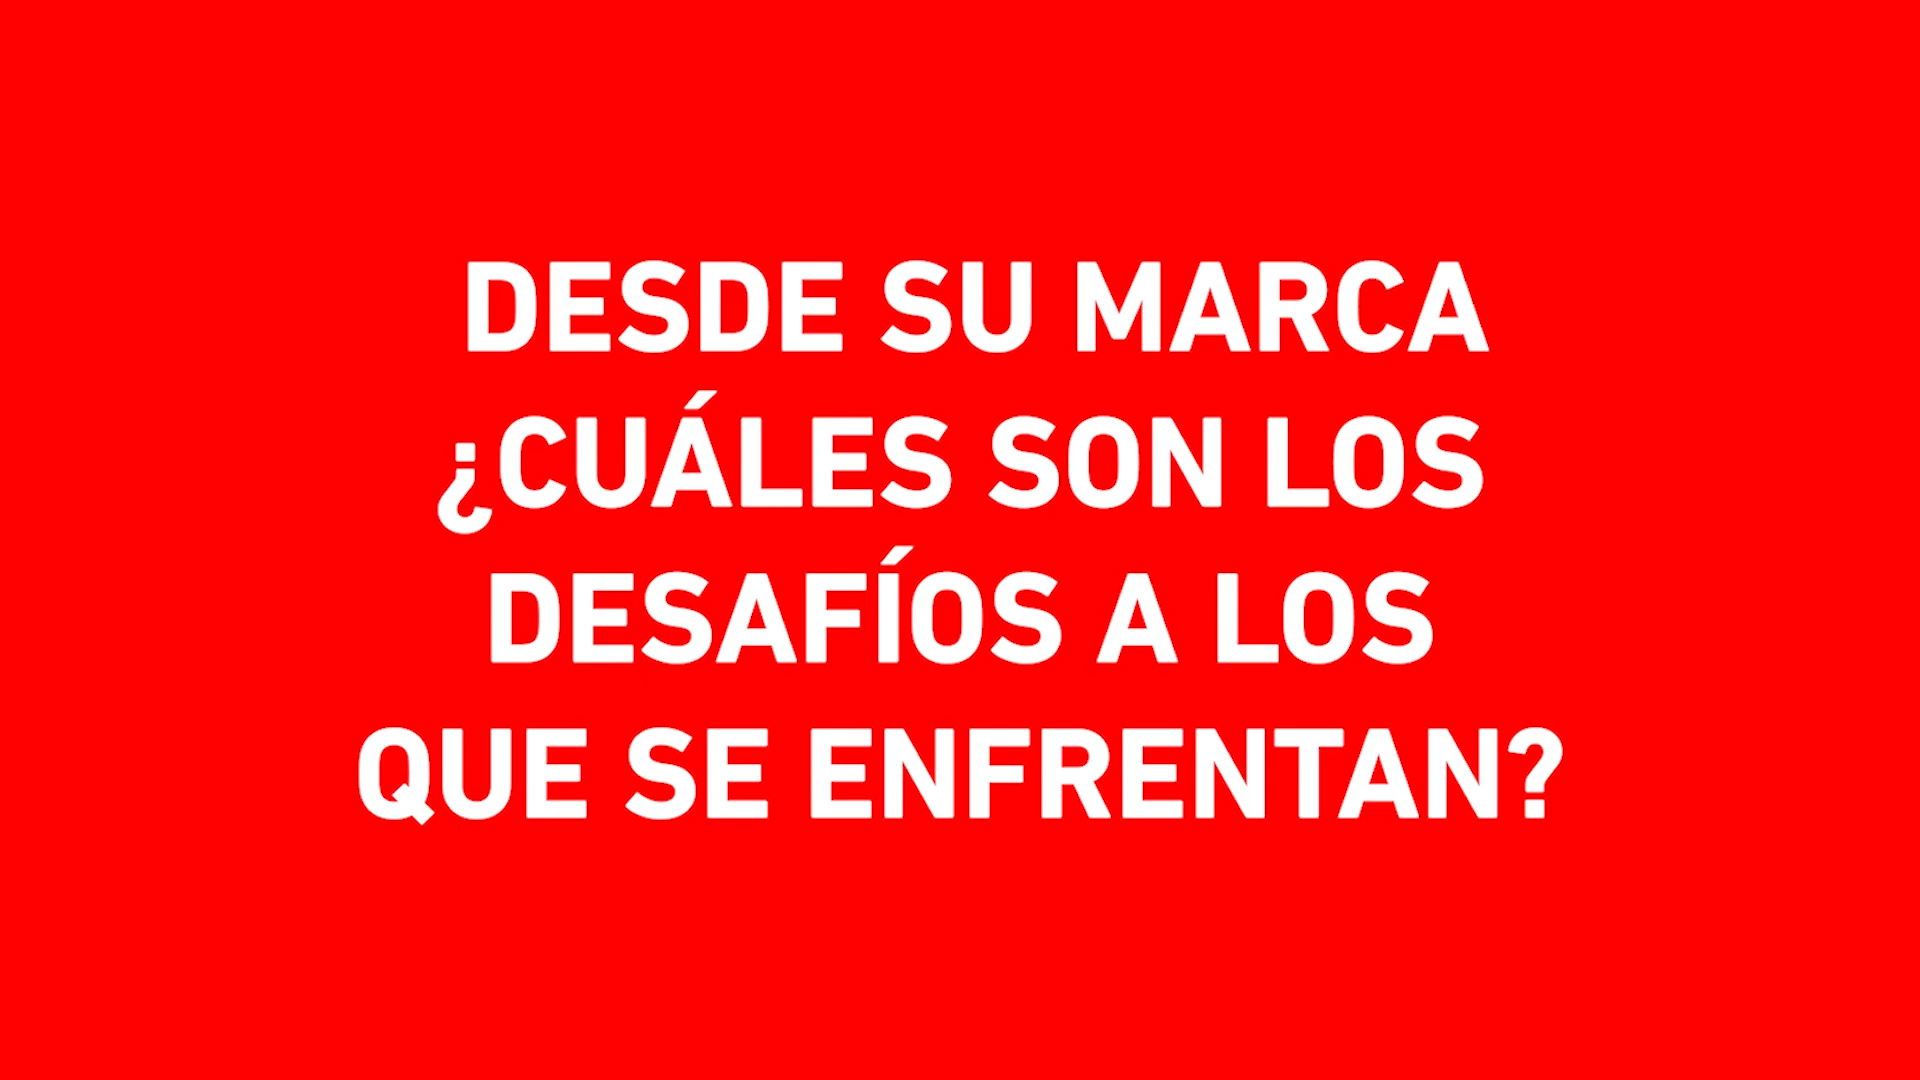 DESDE SU MARCA
¿CUÁLES SON LOS
DESAFÍOS A LOS
QUE SE ENFRENTAN?